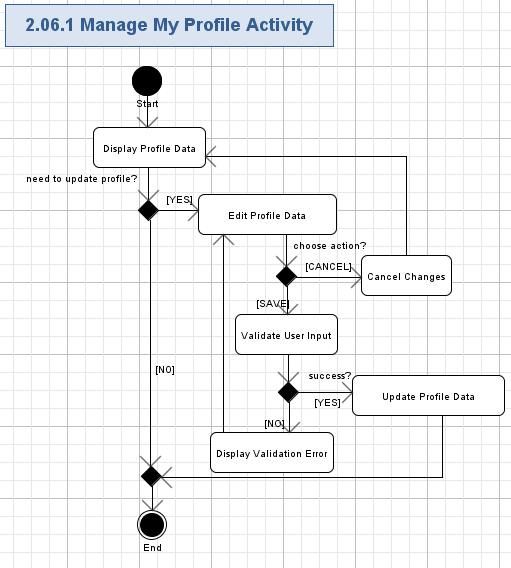 2.06.1 Manage My Profile Activity
Start
Display Profile Data
need to update profile?
[YES]
Edit Profile Data
choose action?
[CANCEL]
Cancel Changes
[SAVE]
Validate User Input
[NO]
success?
[YES]
Update Profile Data
[NO]
Display Validation Error
End